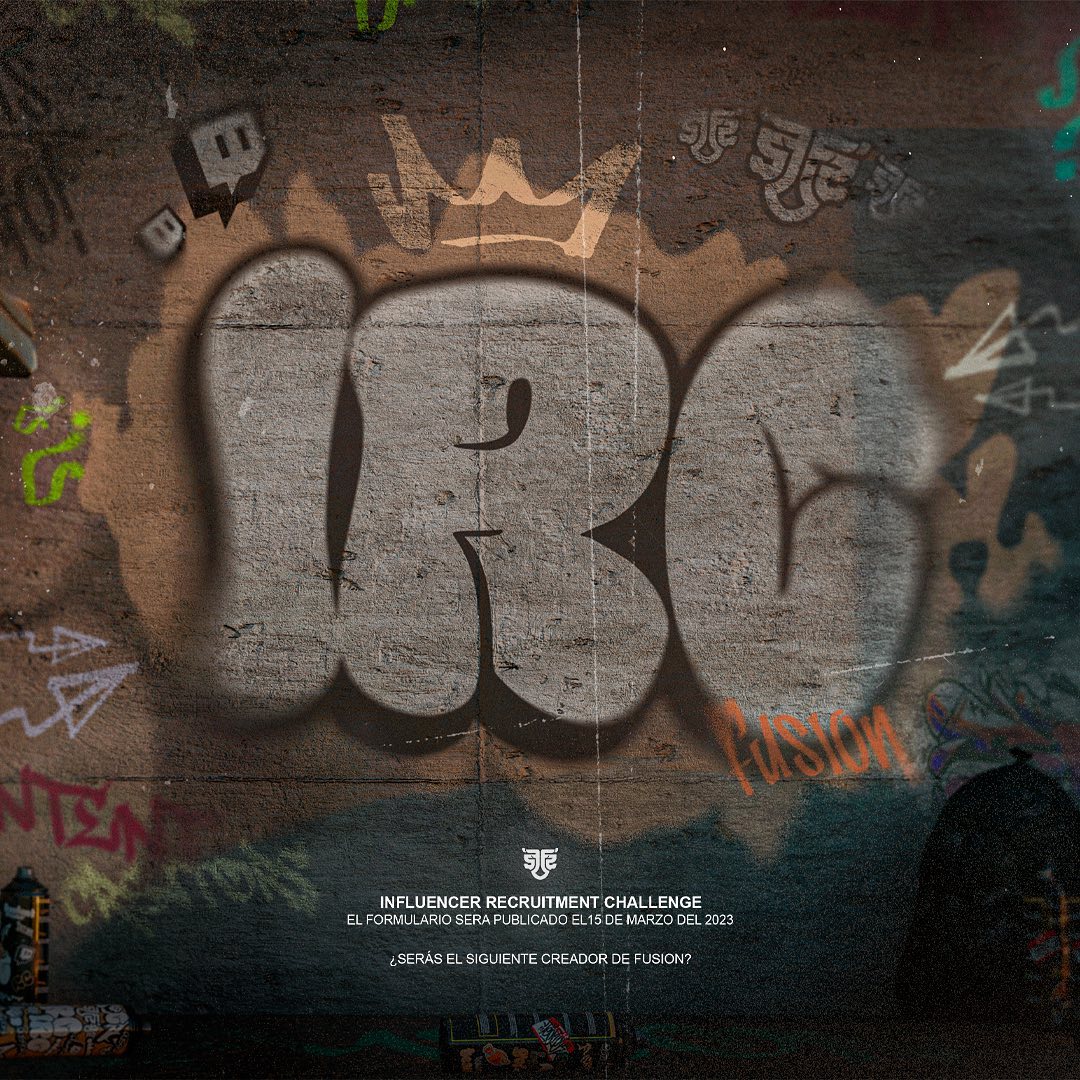 IRC
FUSION
CREATORS
INFLUENCER RECRUITMENT CHALLENGE
EL FORMULARIO SERA PUBLICADO EL15 DE MARZO DEL 2023
¿SERÁS EL SIGUIENTE CREADOR DE FUSION?